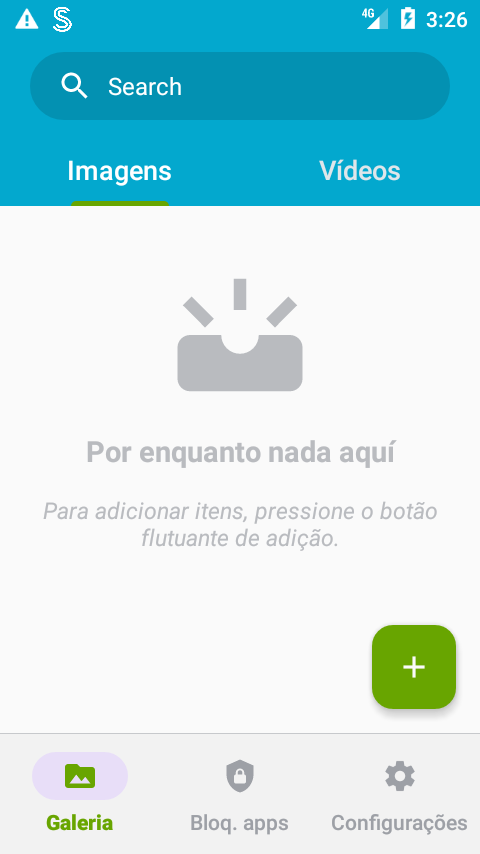 4G 3:26
Search
Imagens Vídeos
Por enquanto nada aquí
Para adicionar itens, pressione o botão
flutuante de adição.
Galeria Bloq. apps Configurações